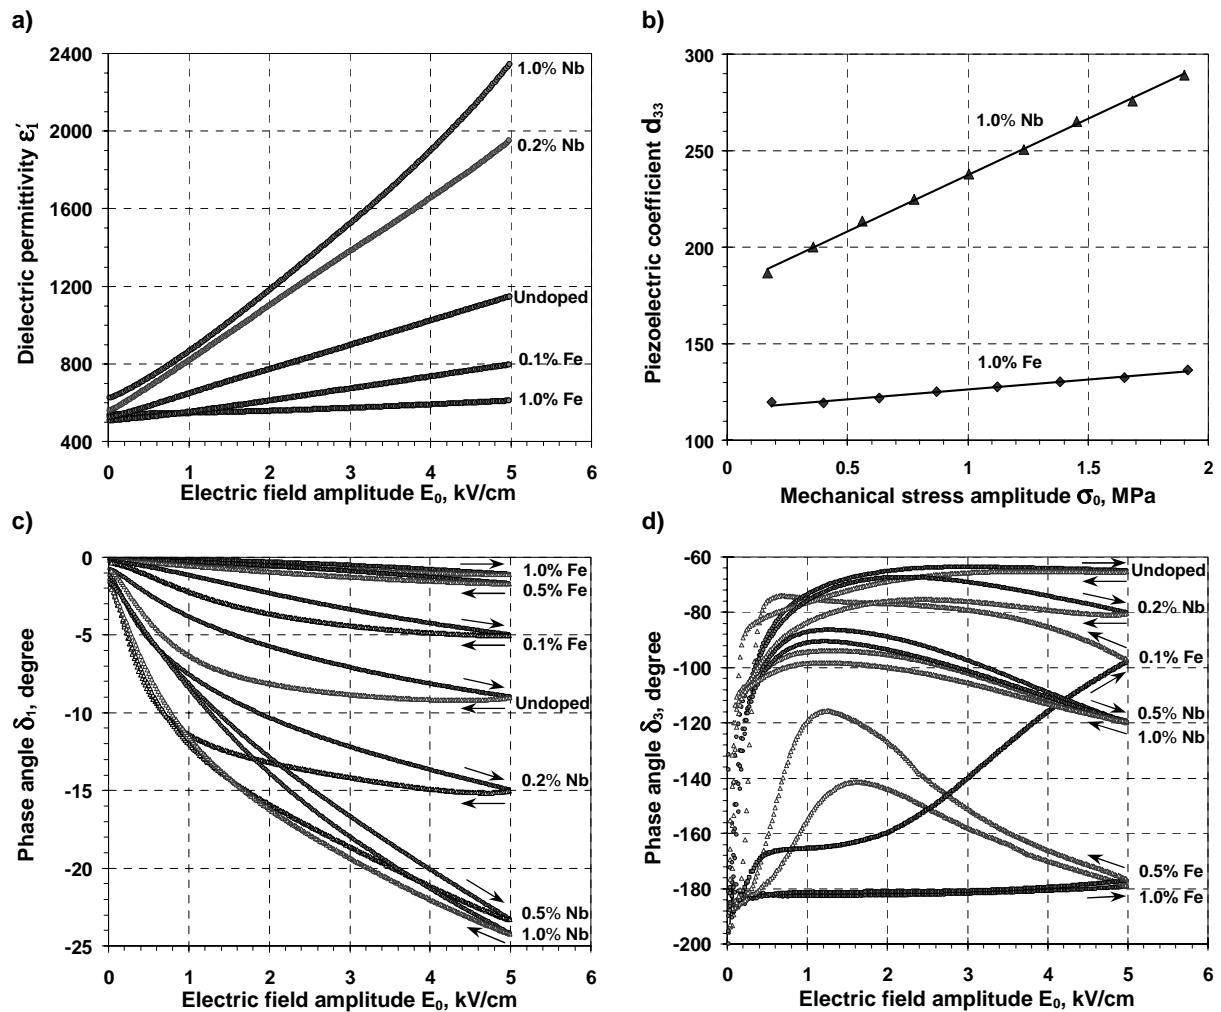 a)
2400
2000
1600
1200
800
400
Dielectric permittivity ε₁′
1.0% Nb
0.2% Nb
Undoped
0.1% Fe
1.0% Fe
0 1 2 3 4 5 6
Electric field amplitude E₀, kV/cm
b)
300
250
200
150
100
Piezoelectric coefficient d₃₃
1.0% Nb
1.0% Fe
0 0.5 1 1.5 2
Mechanical stress amplitude σ₀, MPa
c)
0
-5
-10
-15
-20
-25
Phase angle δ₁, degree
1.0% Fe
0.5% Fe
0.1% Fe
Undoped
0.2% Nb
0.5% Nb
1.0% Nb
0 1 2 3 4 5 6
Electric field amplitude E₀, kV/cm
d)
-60
-80
-100
-120
-140
-160
-180
-200
Phase angle δ₃, degree
Undoped
0.2% Nb
0.1% Fe
0.5% Nb
1.0% Nb
0.5% Fe
1.0% Fe
0 1 2 3 4 5 6
Electric field amplitude E₀, kV/cm